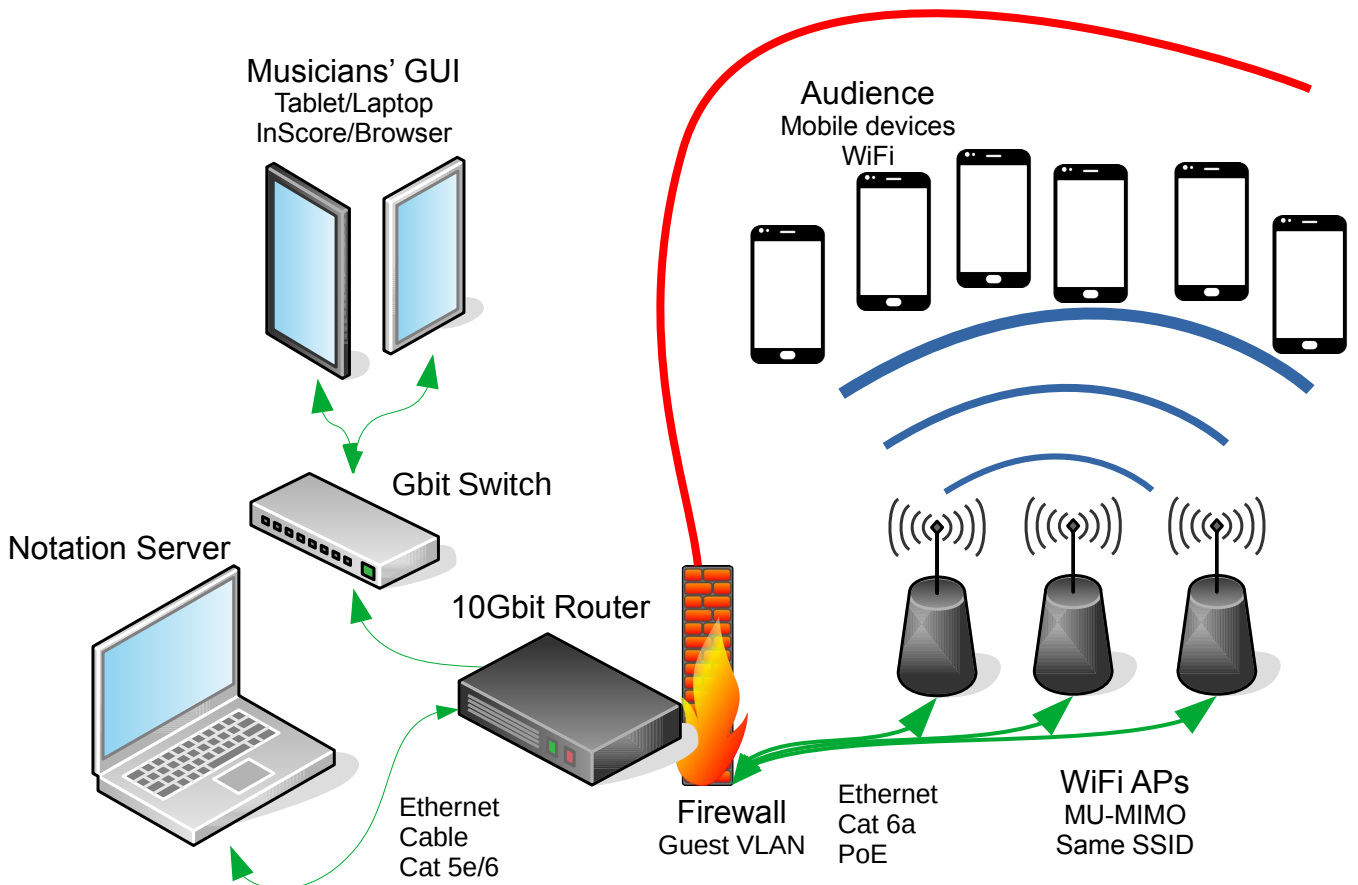 Musicians’ GUI
Tablet/Laptop
InScore/Browser
Audience
Mobile devices
WiFi
Gbit Switch
Notation Server
10Gbit Router
Ethernet
Cable
Cat 5e/6
Firewall
Guest VLAN
Ethernet
Cat 6a
PoE
WiFi APs
MU-MIMO
Same SSID